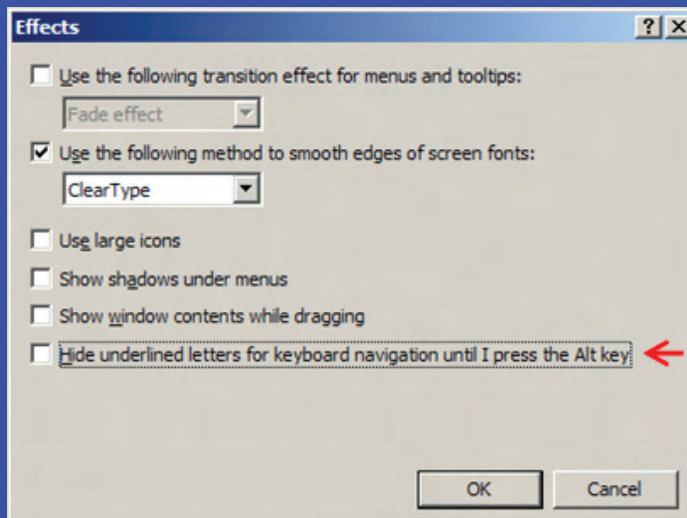 Effects
Use the following transition effect for menus and tooltips:
Fade effect
Use the following method to smooth edges of screen fonts:
ClearType
Use large icons
Show shadows under menus
Show window contents while dragging
Hide underlined letters for keyboard navigation until I press the Alt key
OK Cancel